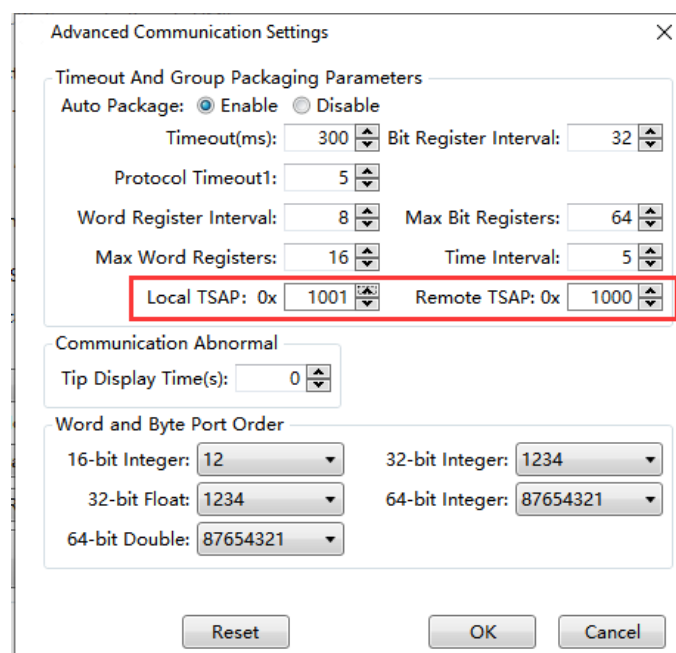 Advanced Communication Settings
Timeout And Group Packaging Parameters
Auto Package: Enable Disable
Timeout(ms): 300 Bit Register Interval: 32
Protocol Timeout1: 5
Word Register Interval: 8 Max Bit Registers: 64
Max Word Registers: 16 Time Interval: 5
Local TSAP: 0x 1001 Remote TSAP: 0x 1000
Communication Abnormal
Tip Display Time(s): 0
Word and Byte Port Order
16-bit Integer: 12 32-bit Integer: 1234
32-bit Float: 1234 64-bit Integer: 87654321
64-bit Double: 87654321
Reset OK Cancel